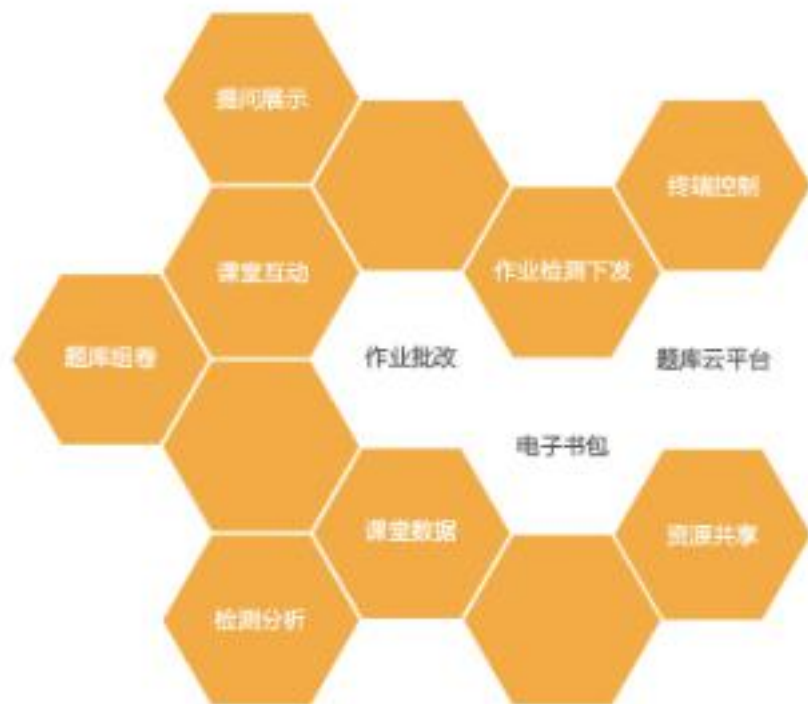 提问展示
终端控制
课堂互动
作业检测下发
题库组卷
作业批改
题库云平台
电子书包
课堂数据
资源共享
检测分析